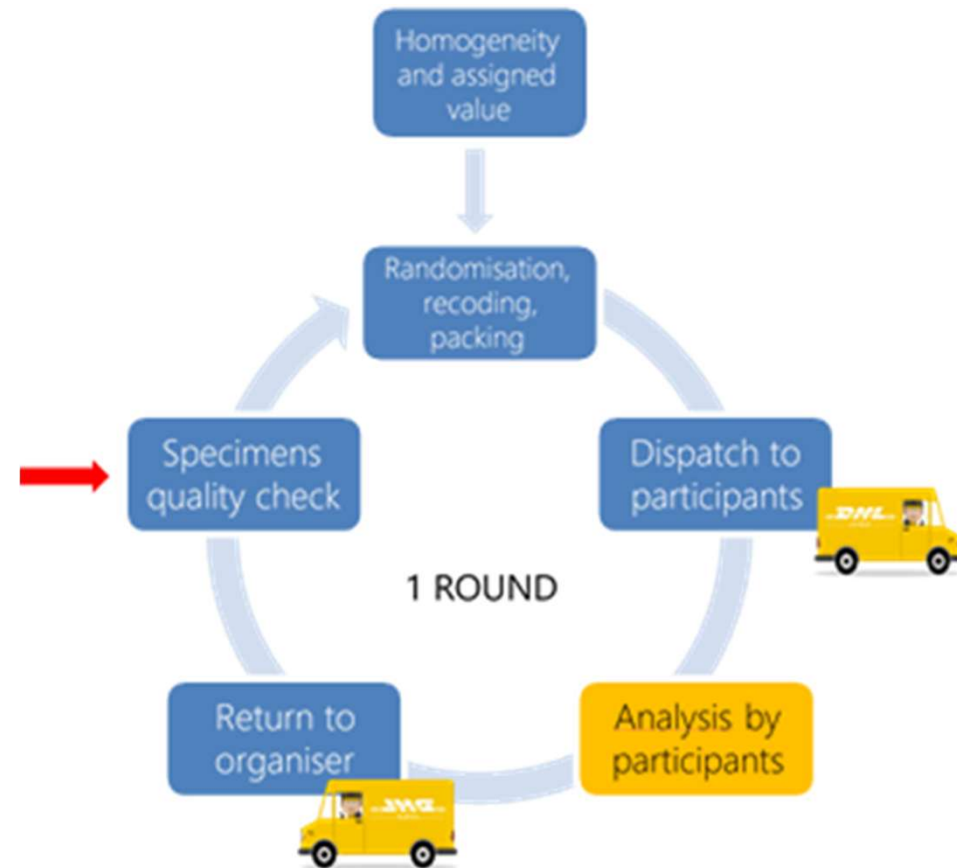 Homogeneity
and assigned
value
Randomisation,
recoding,
packing
Specimens
quality check
Dispatch to
participants
DHL
1 ROUND
Return to
organiser
Analysis by
participants